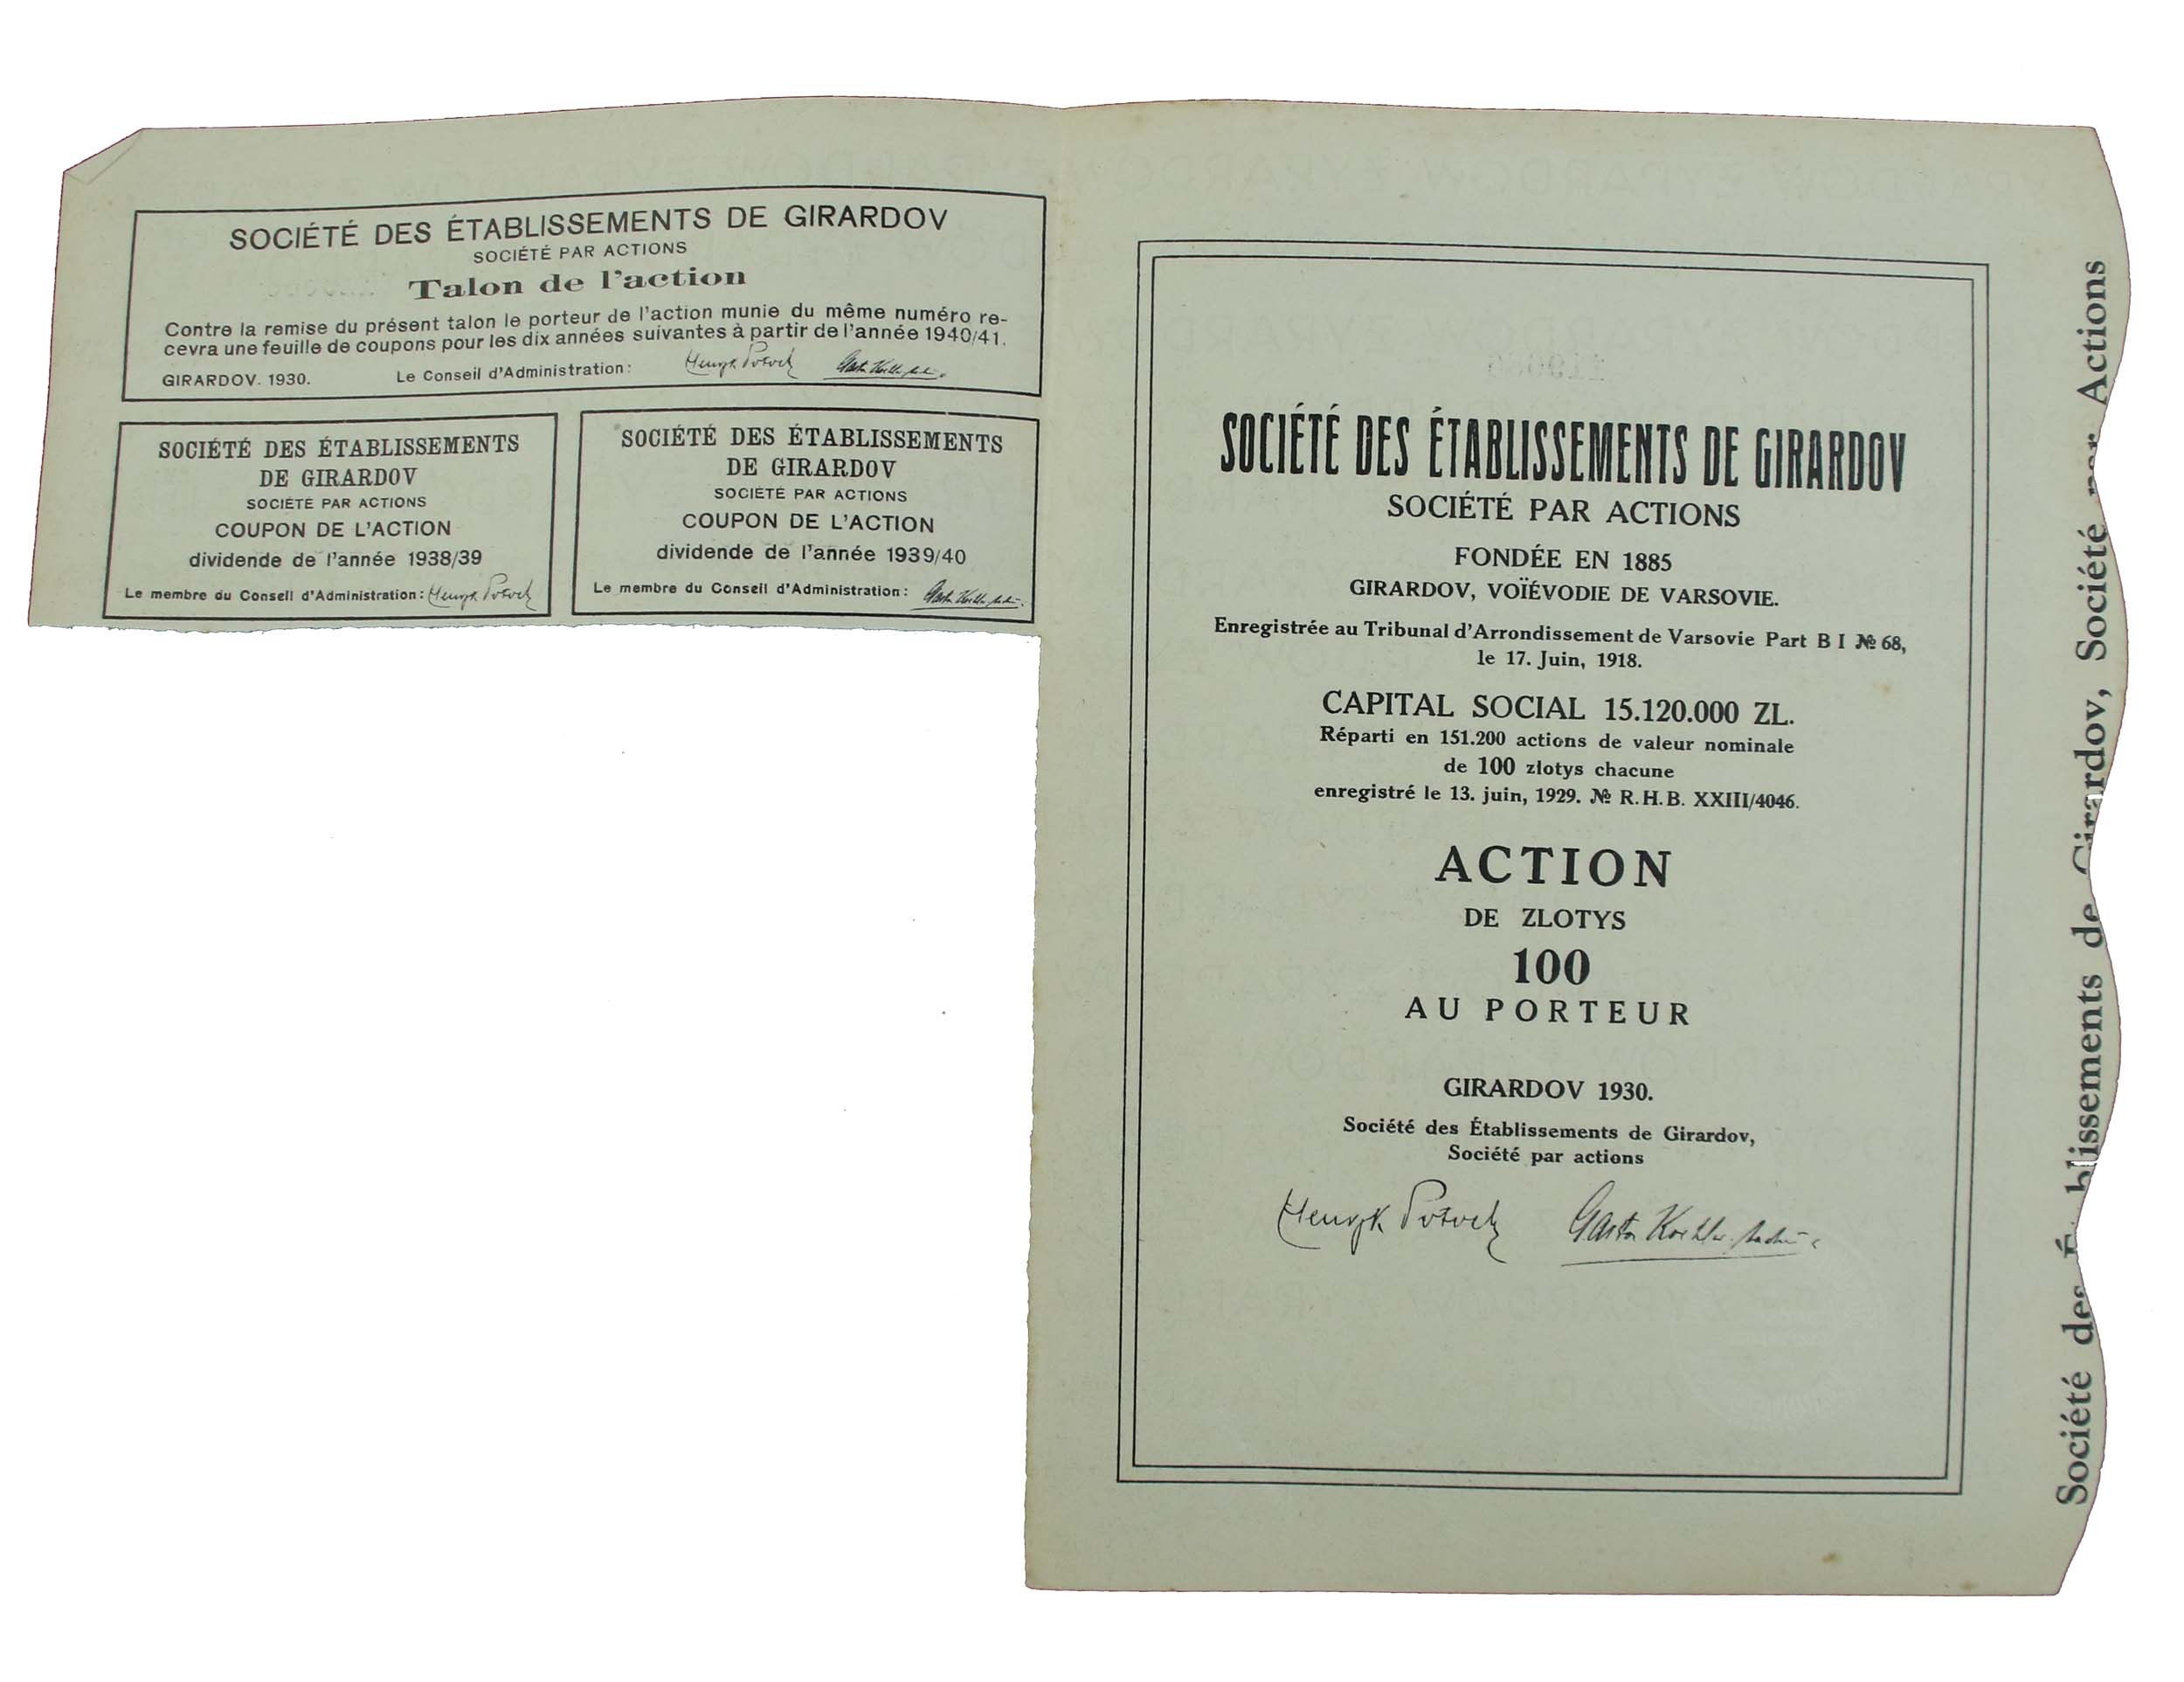 SOCIÉTÉ DES ÉTABLISSEMENTS DE GIRARDOV
SOCIÉTÉ PAR ACTIONS
Talon de l'action
Contre la remise du présent talon le porteur de l'action munie du même numéro re-
cevra une feuille de coupons pour les dix années suivantes à partir de l'année 1940/41.
GIRARDOV. 1930. Le Conseil d'Administration:
SOCIÉTÉ DES ÉTABLISSEMENTS
DE GIRARDOV
SOCIÉTÉ PAR ACTIONS
COUPON DE L'ACTION
dividende de l'année 1938/39
Le membre du Conseil d'Administration:
SOCIÉTÉ DES ÉTABLISSEMENTS
DE GIRARDOV
SOCIÉTÉ PAR ACTIONS
COUPON DE L'ACTION
dividende de l'année 1939/40
Le membre du Conseil d'Administration:
SOCIÉTÉ DES ÉTABLISSEMENTS DE GIRARDOV
SOCIÉTÉ PAR ACTIONS
FONDÉE EN 1885
GIRARDOV, VOÏÉVODIE DE VARSOVIE.
Enregistrée au Tribunal d'Arrondissement de Varsovie Part B I № 68,
le 17. Juin, 1918.
CAPITAL SOCIAL 15.120.000 ZL.
Réparti en 151.200 actions de valeur nominale
de 100 zlotys chacune
enregistré le 13. juin, 1929. № R.H.B. XXIII/4046.
ACTION
DE ZLOTYS
100
AU PORTEUR
GIRARDOV 1930.
Société des Établissements de Girardov,
Société par actions
Henryk
Société des É blissements de Girardov, Société par Actions